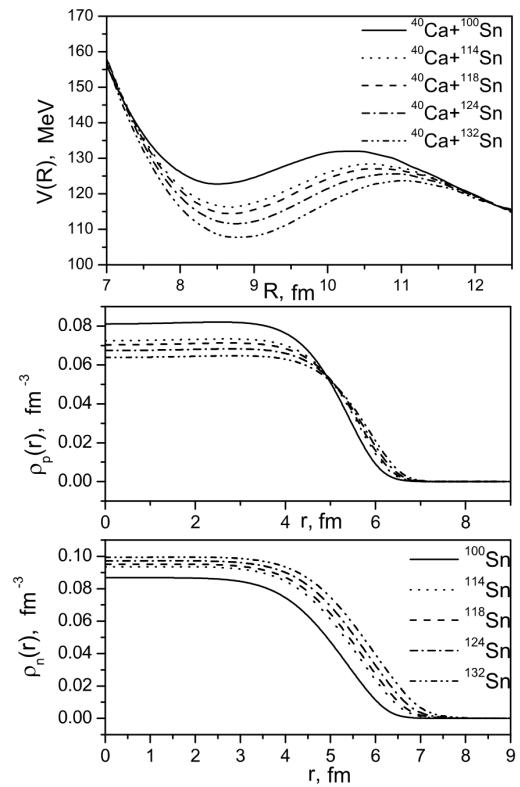 170
160
150
140
130
120
110
100
V(R), MeV
⁴⁰Ca+¹⁰⁰Sn
⁴⁰Ca+¹¹⁴Sn
⁴⁰Ca+¹¹⁸Sn
⁴⁰Ca+¹²⁴Sn
⁴⁰Ca+¹³²Sn
7 8 9 10 11 12
R, fm
0.08
0.06
0.04
0.02
0.00
ρp(r), fm⁻³
0 2 4 6 8
r, fm
0.10
0.08
0.06
0.04
0.02
0.00
ρn(r), fm⁻³
¹⁰⁰Sn
¹¹⁴Sn
¹¹⁸Sn
¹²⁴Sn
¹³²Sn
0 1 2 3 4 5 6 7 8 9
r, fm